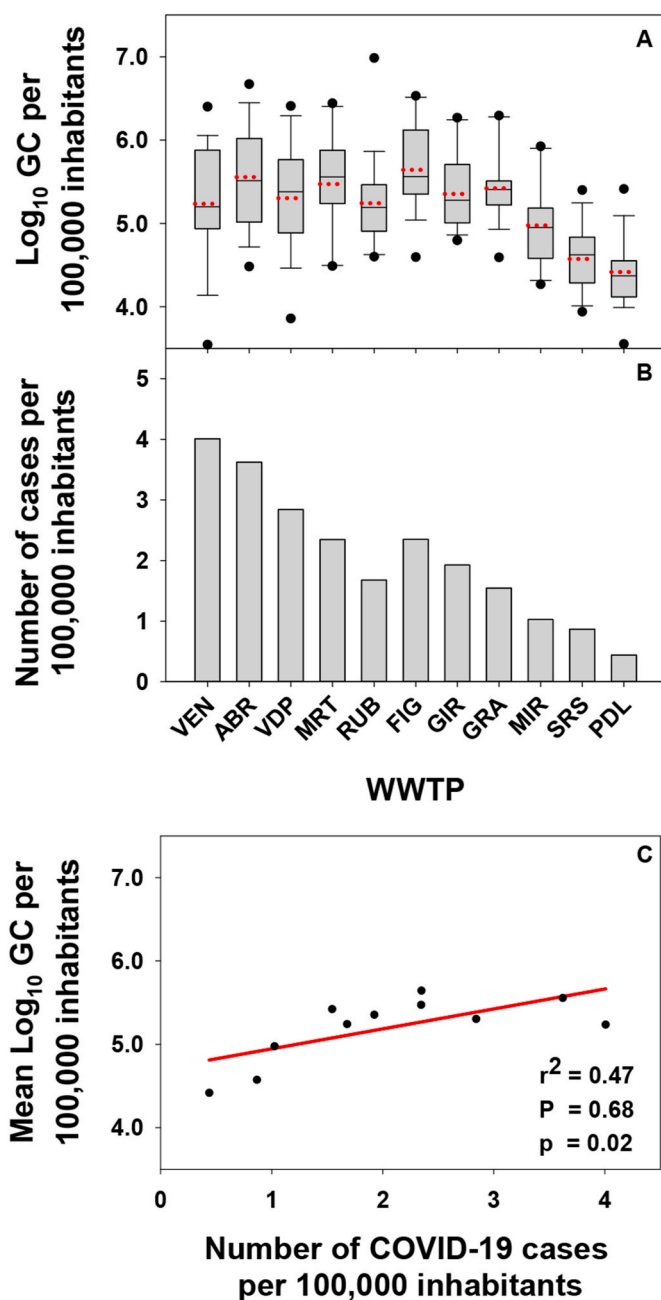 A
Log₁₀ GC per
100,000 inhabitants
7.0
6.0
5.0
4.0
B
Number of cases per
100,000 inhabitants
5
4
3
2
1
0
VEN
ABR
VDP
MRT
RUB
FIG
GIR
GRA
MIR
SRS
PDL
WWTP
C
Mean Log₁₀ GC per
100,000 inhabitants
7.0
6.0
5.0
4.0
r² = 0.47
P = 0.68
p = 0.02
0 1 2 3 4
Number of COVID-19 cases
per 100,000 inhabitants